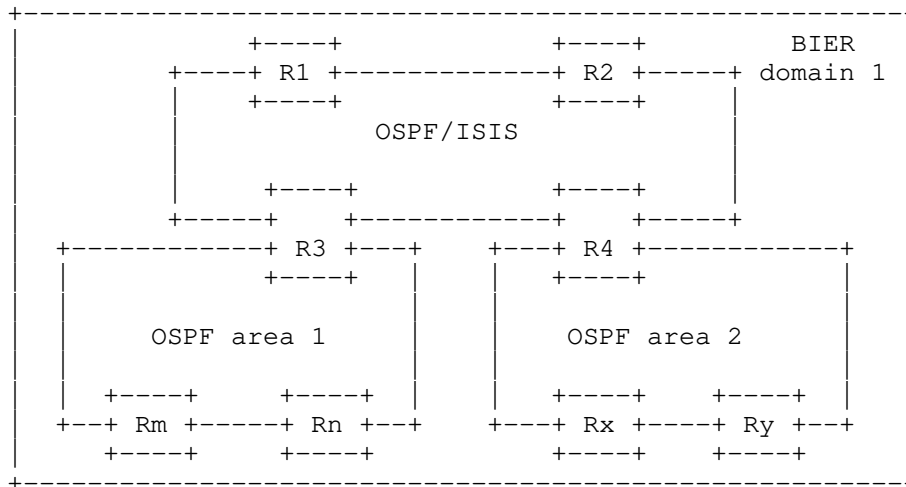 BIER
R1 R2 domain 1
OSPF/ISIS
R3 R4
OSPF area 1 OSPF area 2
Rm Rn Rx Ry